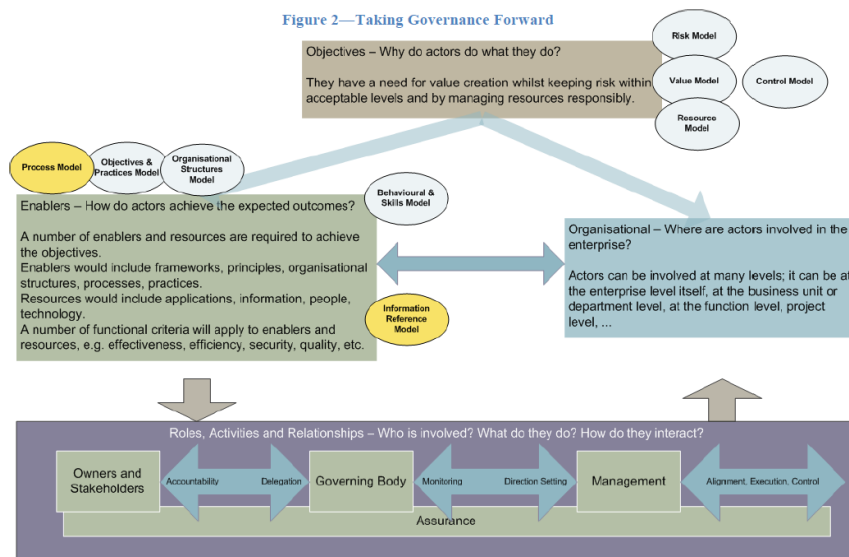 Figure 2—Taking Governance Forward
Objectives – Why do actors do what they do?
They have a need for value creation whilst keeping risk within
acceptable levels and by managing resources responsibly.
Risk Model
Value Model
Control Model
Resource
Model
Process Model
Objectives &
Practices Model
Organisational
Structures
Model
Behavioural &
Skills Model
Enablers – How do actors achieve the expected outcomes?
A number of enablers and resources are required to achieve
the objectives.
Enablers would include frameworks, principles, organisational
structures, processes, practices.
Resources would include applications, information, people,
technology.
A number of functional criteria will apply to enablers and
resources, e.g. effectiveness, efficiency, security, quality, etc.
Information
Reference
Model
Organisational – Where are actors involved in the
enterprise?
Actors can be involved at many levels; it can be at
the enterprise level itself, at the business unit or
department level, at the function level, project
level, ...
Roles, Activities and Relationships – Who is involved? What do they do? How do they interact?
Owners and
Stakeholders
Accountability
Delegation
Governing Body
Monitoring
Direction Setting
Management
Alignment, Execution, Control
Assurance